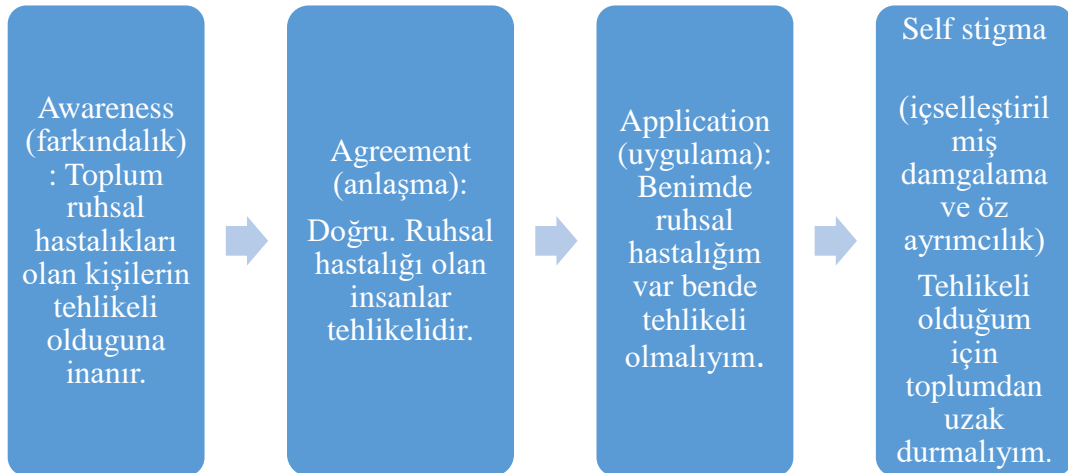 Awareness
(farkındalık)
: Toplum
ruhsal
hastalıkları
olan kişilerin
tehlikeli
olduguna
inanır.
Agreement
(anlaşma):
Doğru. Ruhsal
hastalığı olan
insanlar
tehlikelidir.
Application
(uygulama):
Benimde
ruhsal
hastalığım
var bende
tehlikeli
olmalıyım.
Self stigma
(içselleştiril
miş
damgalama
ve öz
ayrımcılık)
Tehlikeli
olduğum
için
toplumdan
uzak
durmalıyım.